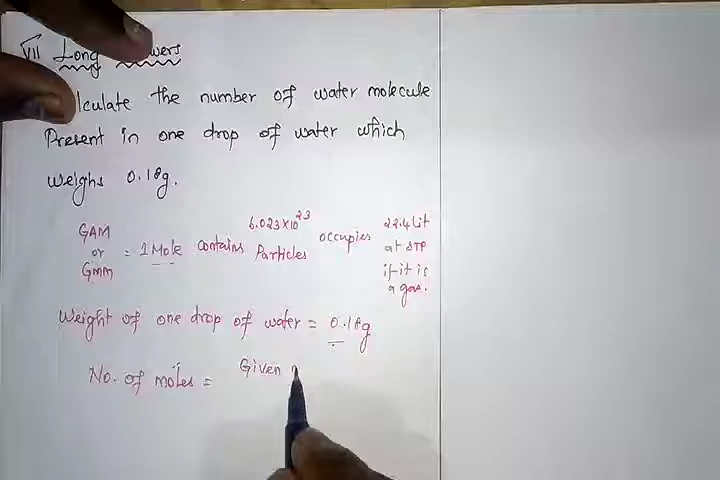 VII Long
lculate the number of water molecule
Present in one drop of water which
weighs 0.18g.
GAM
or
GMM
= 1 Mole contains 6.023×10²³ Particles occupies 22.4 lit
at STP
if it is
a gas.
Weight of one drop of water = 0.18g
No. of moles = Given